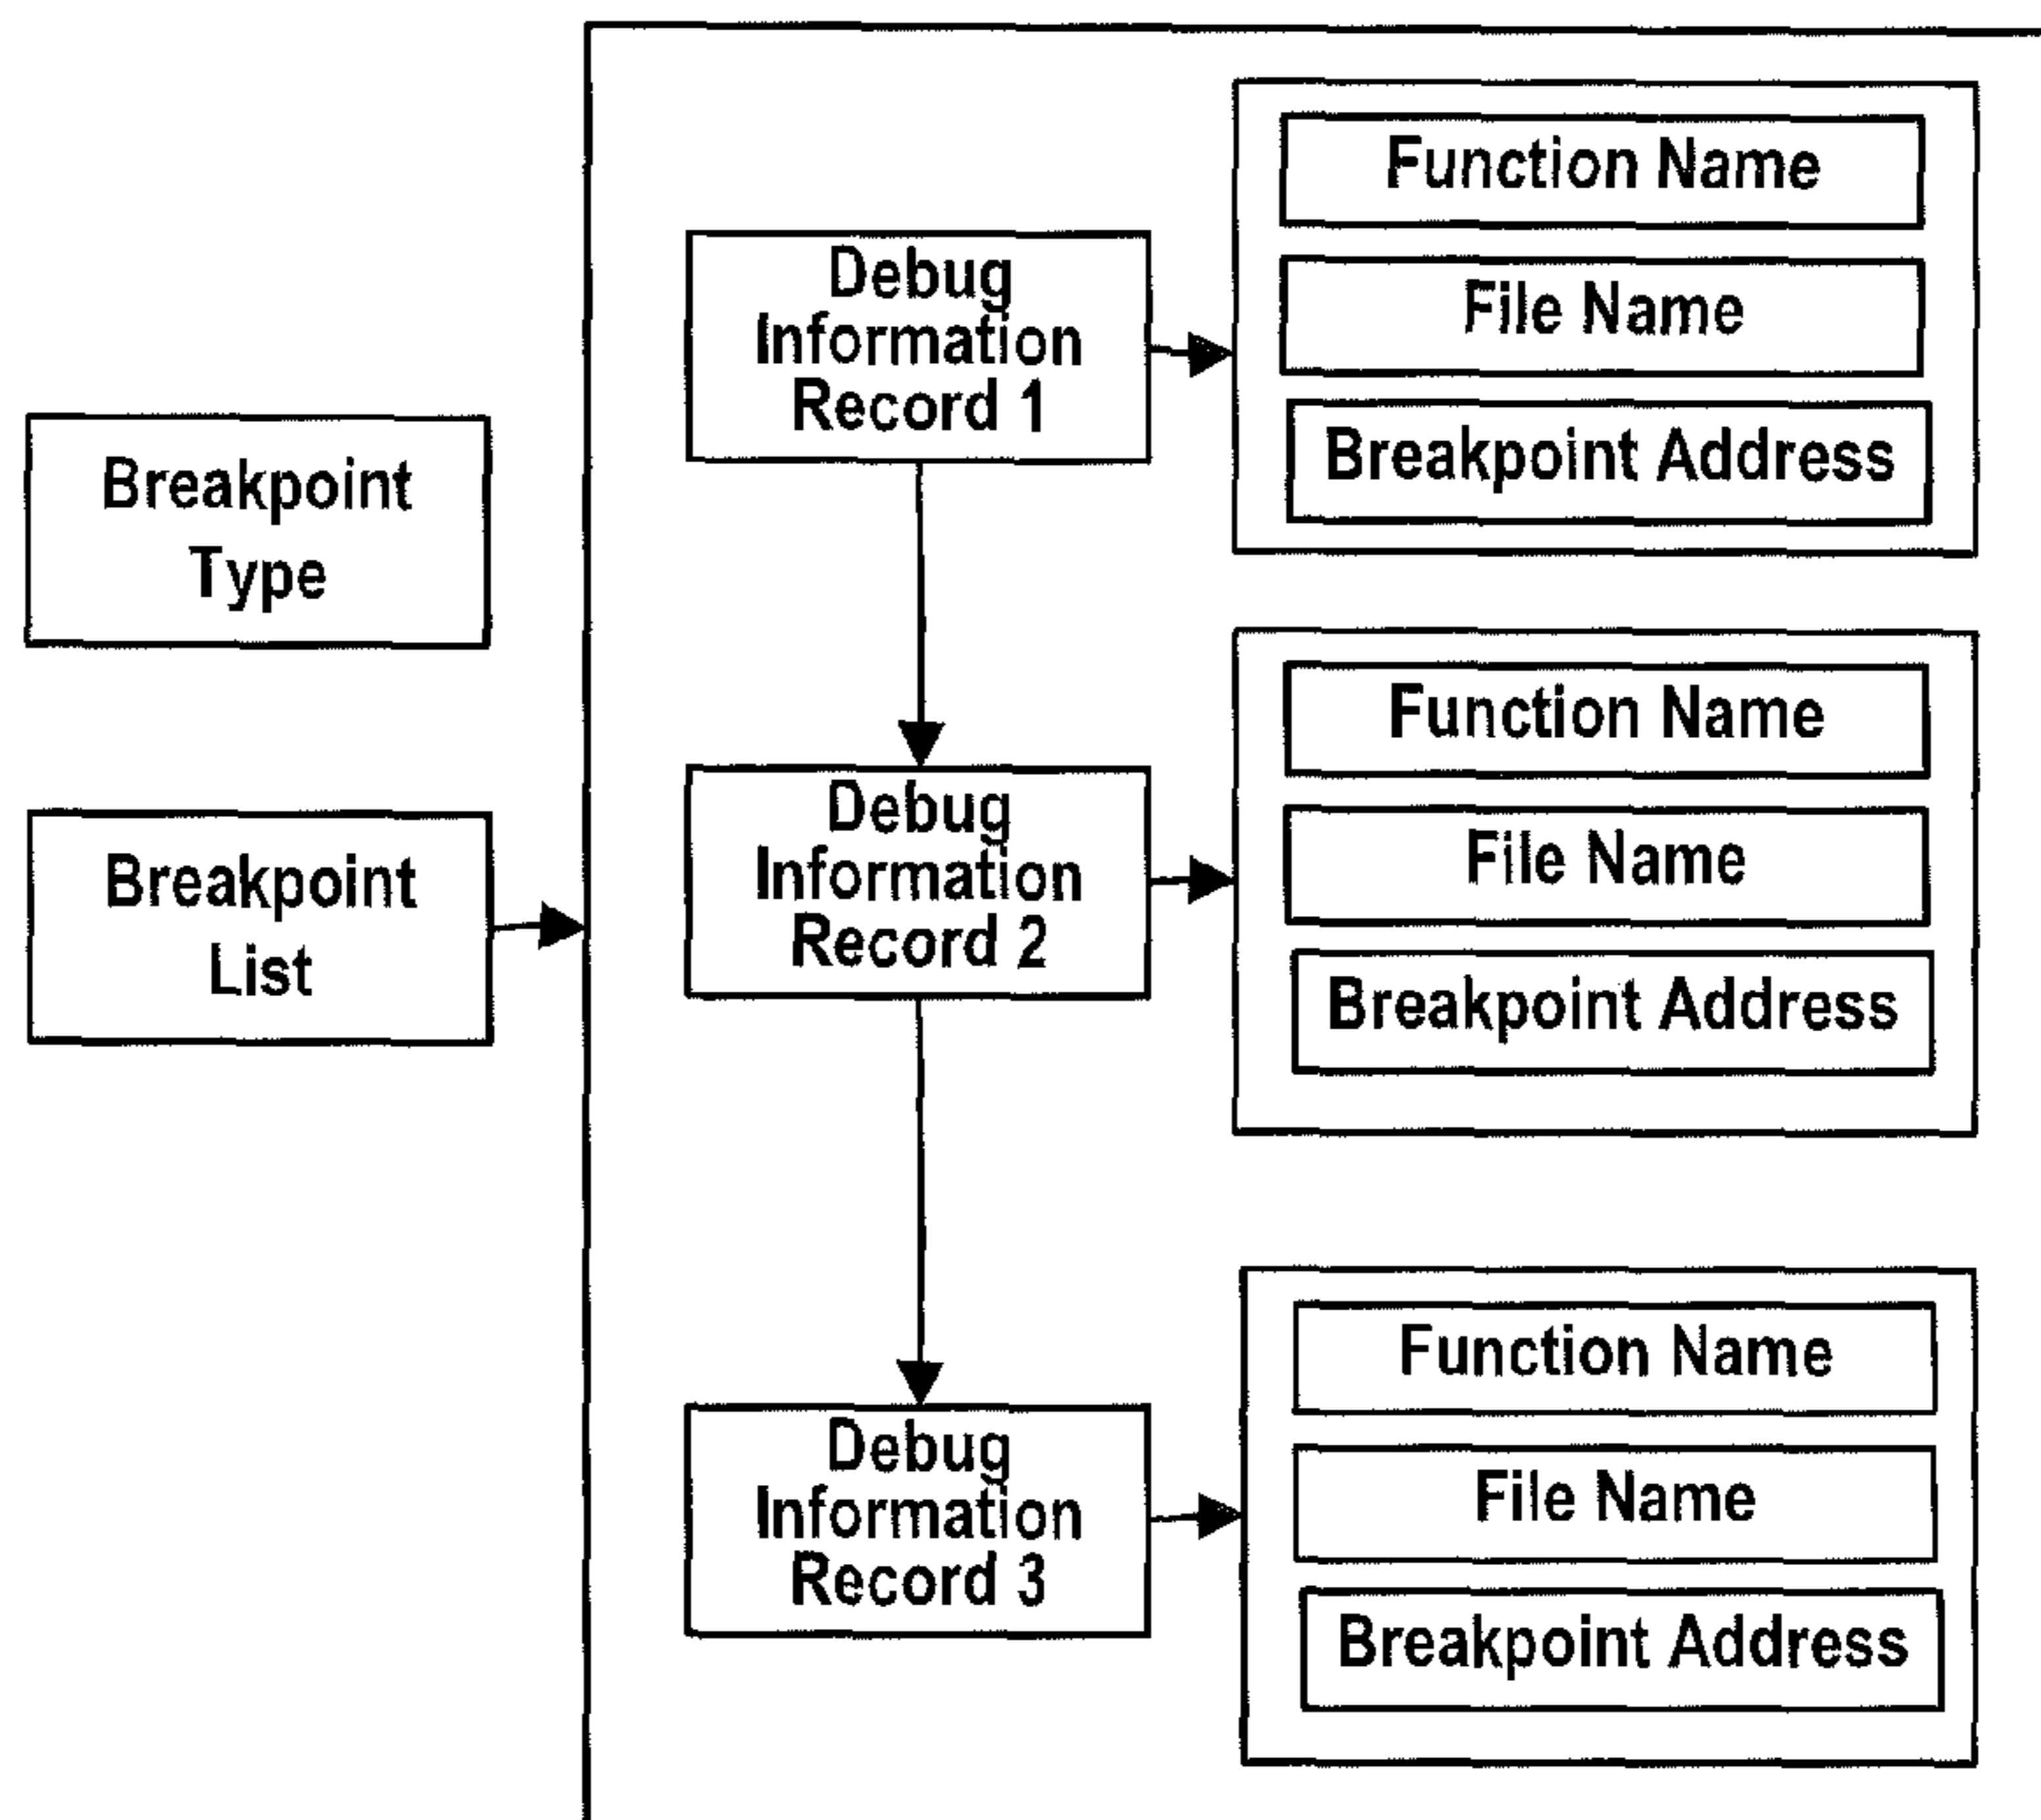 Breakpoint
Type
Breakpoint
List
Debug
Information
Record 1
Function Name
File Name
Breakpoint Address
Debug
Information
Record 2
Function Name
File Name
Breakpoint Address
Debug
Information
Record 3
Function Name
File Name
Breakpoint Address